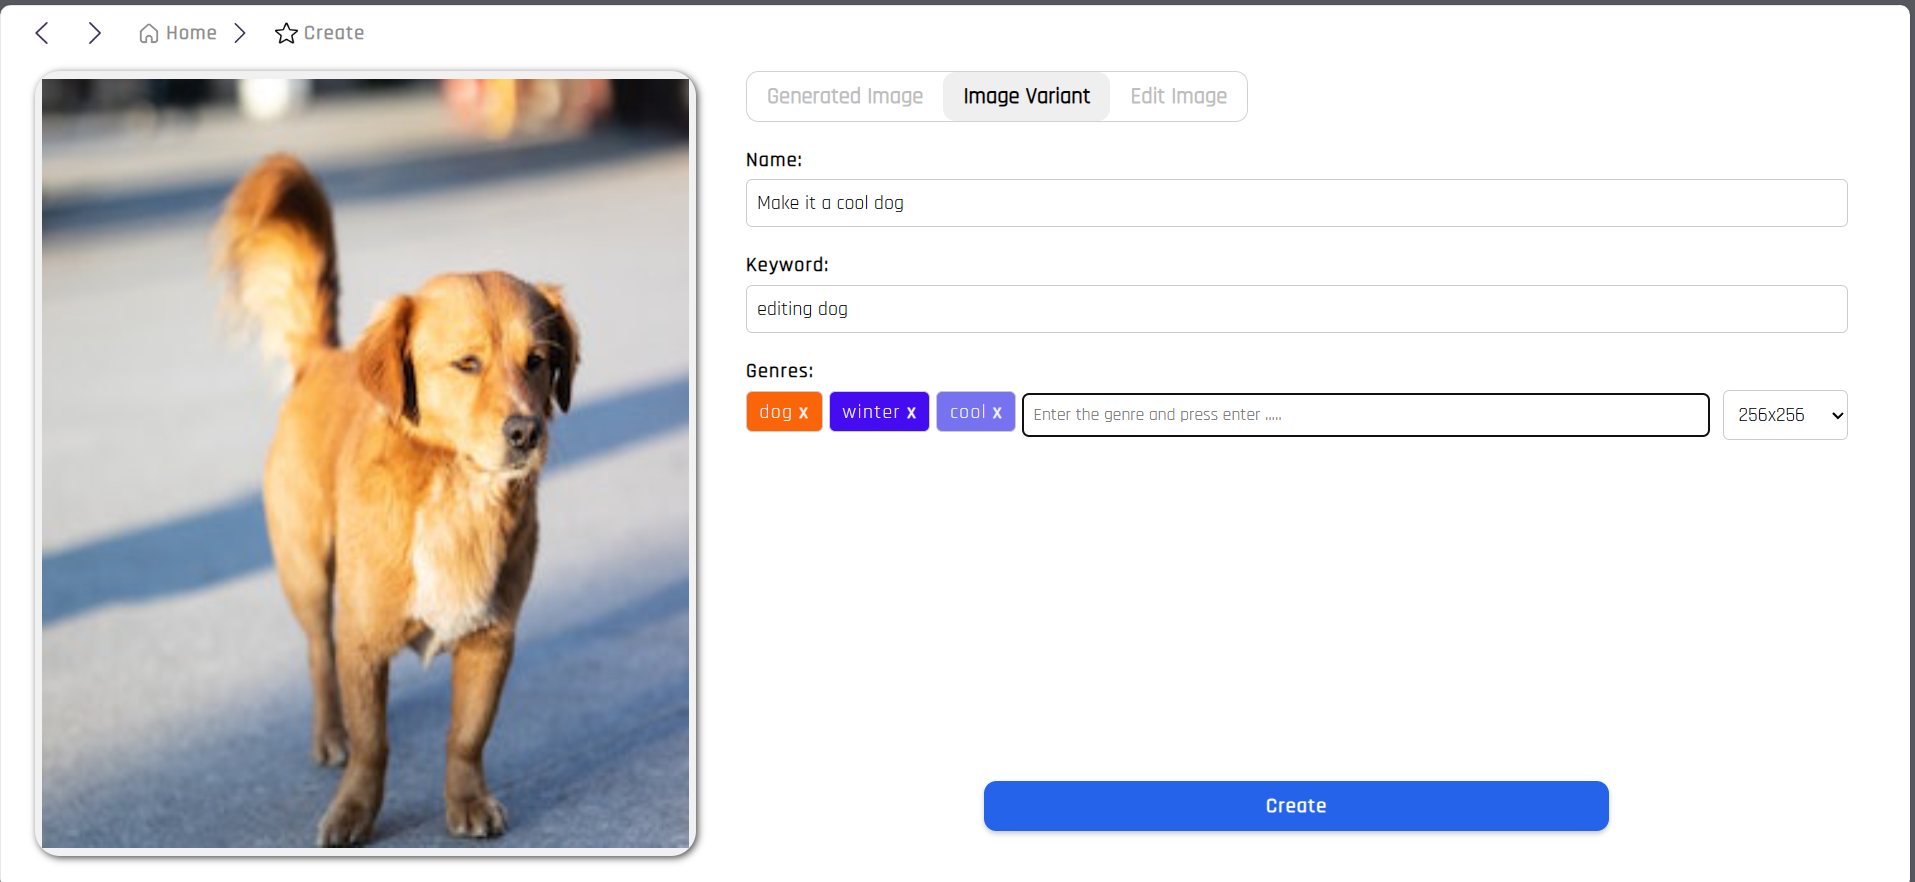 Home Create
Generated Image Image Variant Edit Image
Name:
Make it a cool dog
Keyword:
editing dog
Genres:
dog x winter x cool x Enter the genre and press enter ..... 256x256
Create